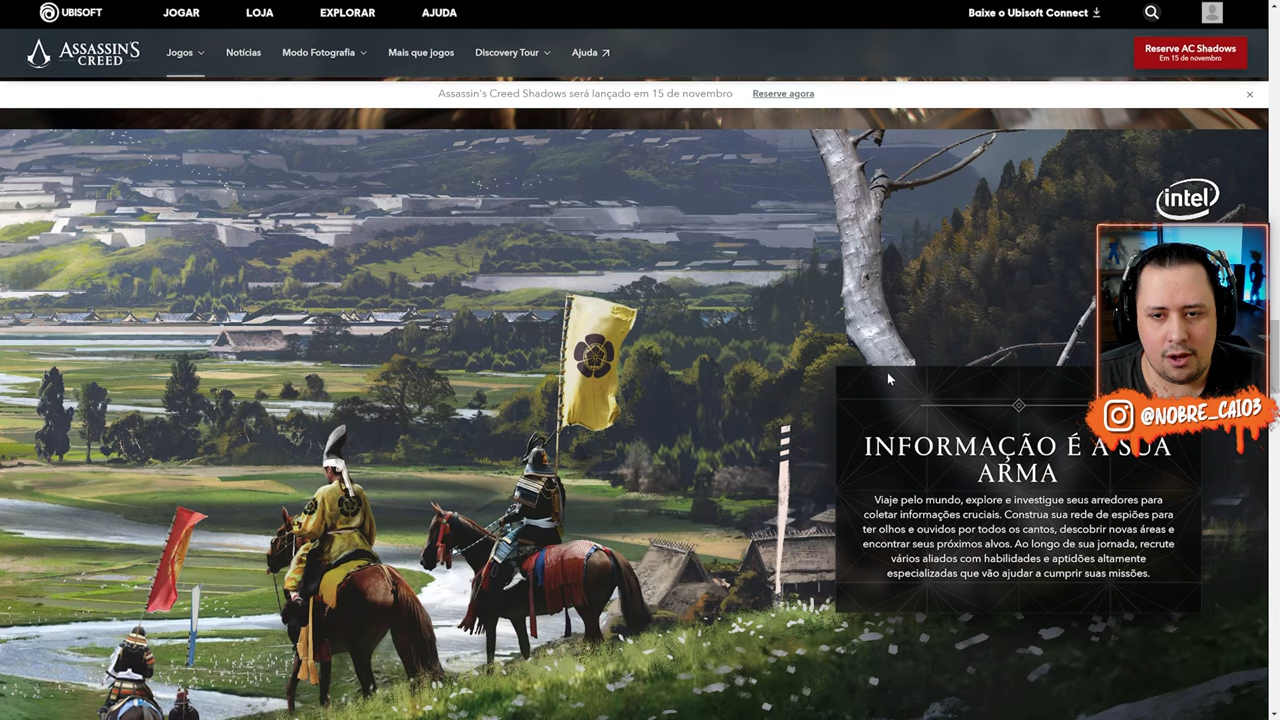 UBISOFT
JOGAR
LOJA
EXPLORAR
AJUDA
Baixe o Ubisoft Connect
ASSASSIN'S
CREED
Jogos
Notícias
Modo Fotografia
Mais que jogos
Discovery Tour
Ajuda
Reserve AC Shadows
Em 15 de novembro
Assassin's Creed Shadows será lançado em 15 de novembro
Reserve agora
intel
@NOBRE_CAIO3
INFORMAÇÃO É A SUA
ARMA
Viaje pelo mundo, explore e investigue seus arredores para
coletar informações cruciais. Construa sua rede de espiões para
ter olhos e ouvidos por todos os cantos, descobrir novas áreas e
encontrar seus próximos alvos. Ao longo de sua jornada, recrute
vários aliados com habilidades e aptidões altamente
especializadas que vão ajudar a cumprir suas missões.